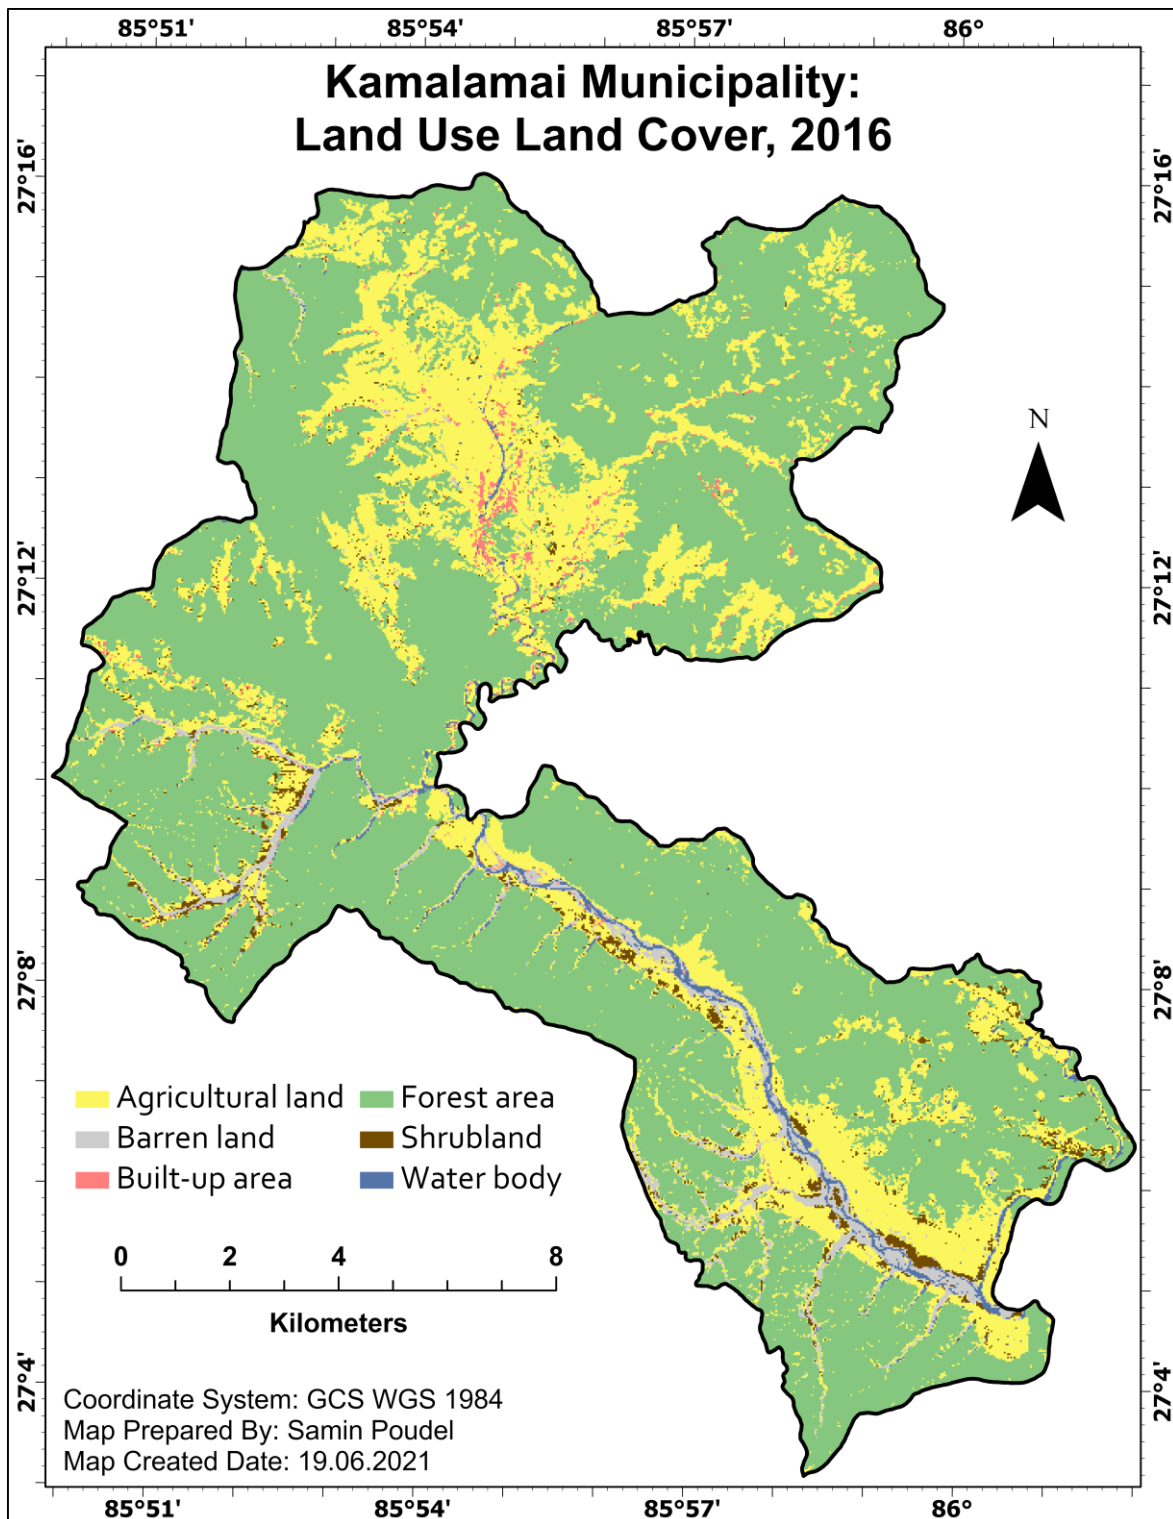 85°51' 85°54' 85°57' 86°
Kamalamai Municipality:
Land Use Land Cover, 2016
27°16' 27°16'
N
27°12' 27°12'
27°8' 27°8'
Agricultural land Forest area
Barren land Shrubland
Built-up area Water body
0 2 4 6 8
Kilometers
27°4' 27°4'
Coordinate System: GCS WGS 1984
Map Prepared By: Samin Poudel
Map Created Date: 19.06.2021
85°51' 85°54' 85°57' 86°